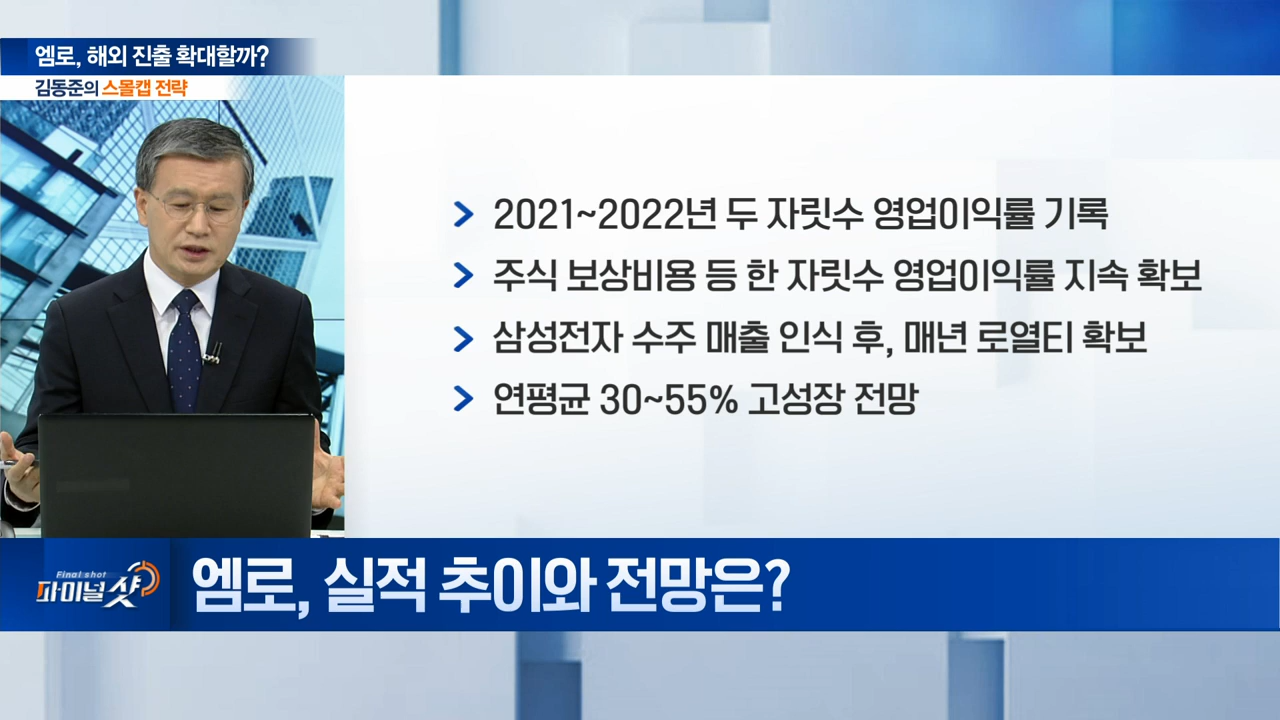 엠로, 해외 진출 확대할까?
김동준의 스몰캡 전략
2021~2022년 두 자릿수 영업이익률 기록
주식 보상비용 등 한 자릿수 영업이익률 지속 확보
삼성전자 수주 매출 인식 후, 매년 로열티 확보
연평균 30~55% 고성장 전망
Final shot
파이널샷
엠로, 실적 추이와 전망은?